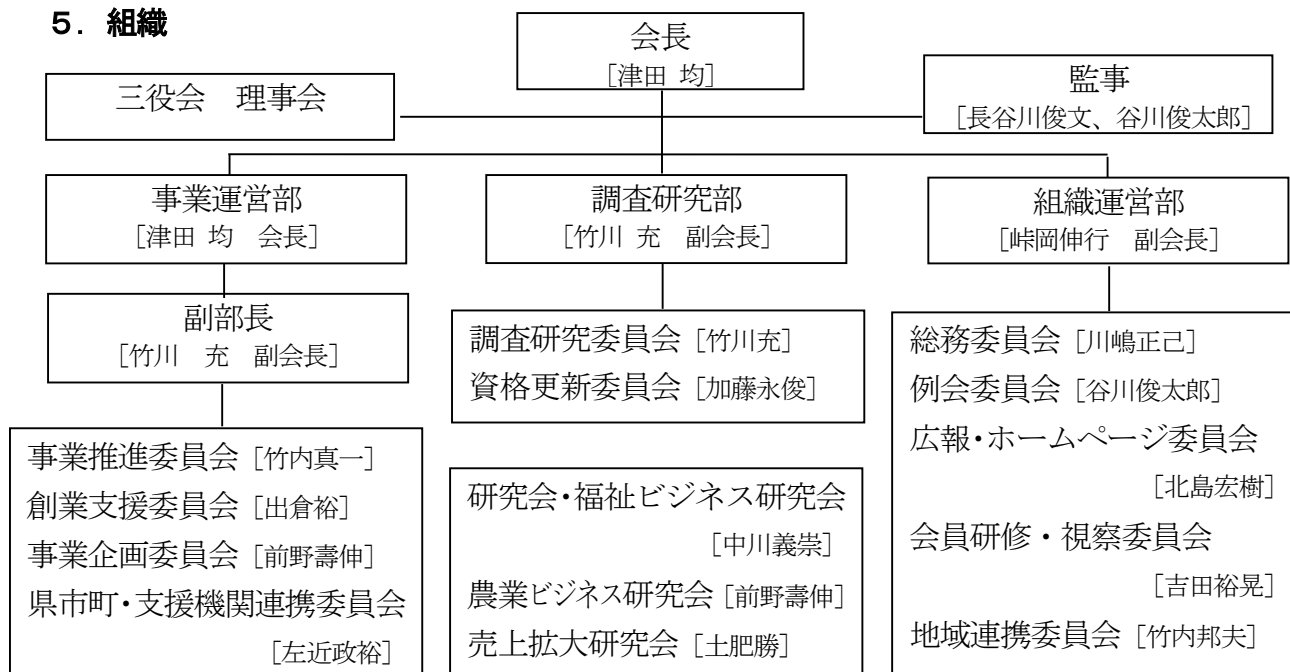 ５．組織
会長
［津田 均］
三役会　理事会
監事
［長谷川俊文、谷川俊太郎］
事業運営部
［津田 均　会長］
調査研究部
［竹川 充　副会長］
組織運営部
［峠岡伸行　副会長］
副部長
［竹川　充　副会長］
事業推進委員会［竹内真一］
創業支援委員会［出倉裕］
事業企画委員会［前野壽伸］
県市町・支援機関連携委員会
［左近政裕］
調査研究委員会［竹川充］
資格更新委員会［加藤永俊］
研究会・福祉ビジネス研究会
［中川義崇］
農業ビジネス研究会［前野壽伸］
売上拡大研究会［土肥勝］
総務委員会［川嶋正己］
例会委員会［谷川俊太郎］
広報・ホームページ委員会
［北島宏樹］
会員研修・視察委員会
［吉田裕晃］
地域連携委員会［竹内邦夫］